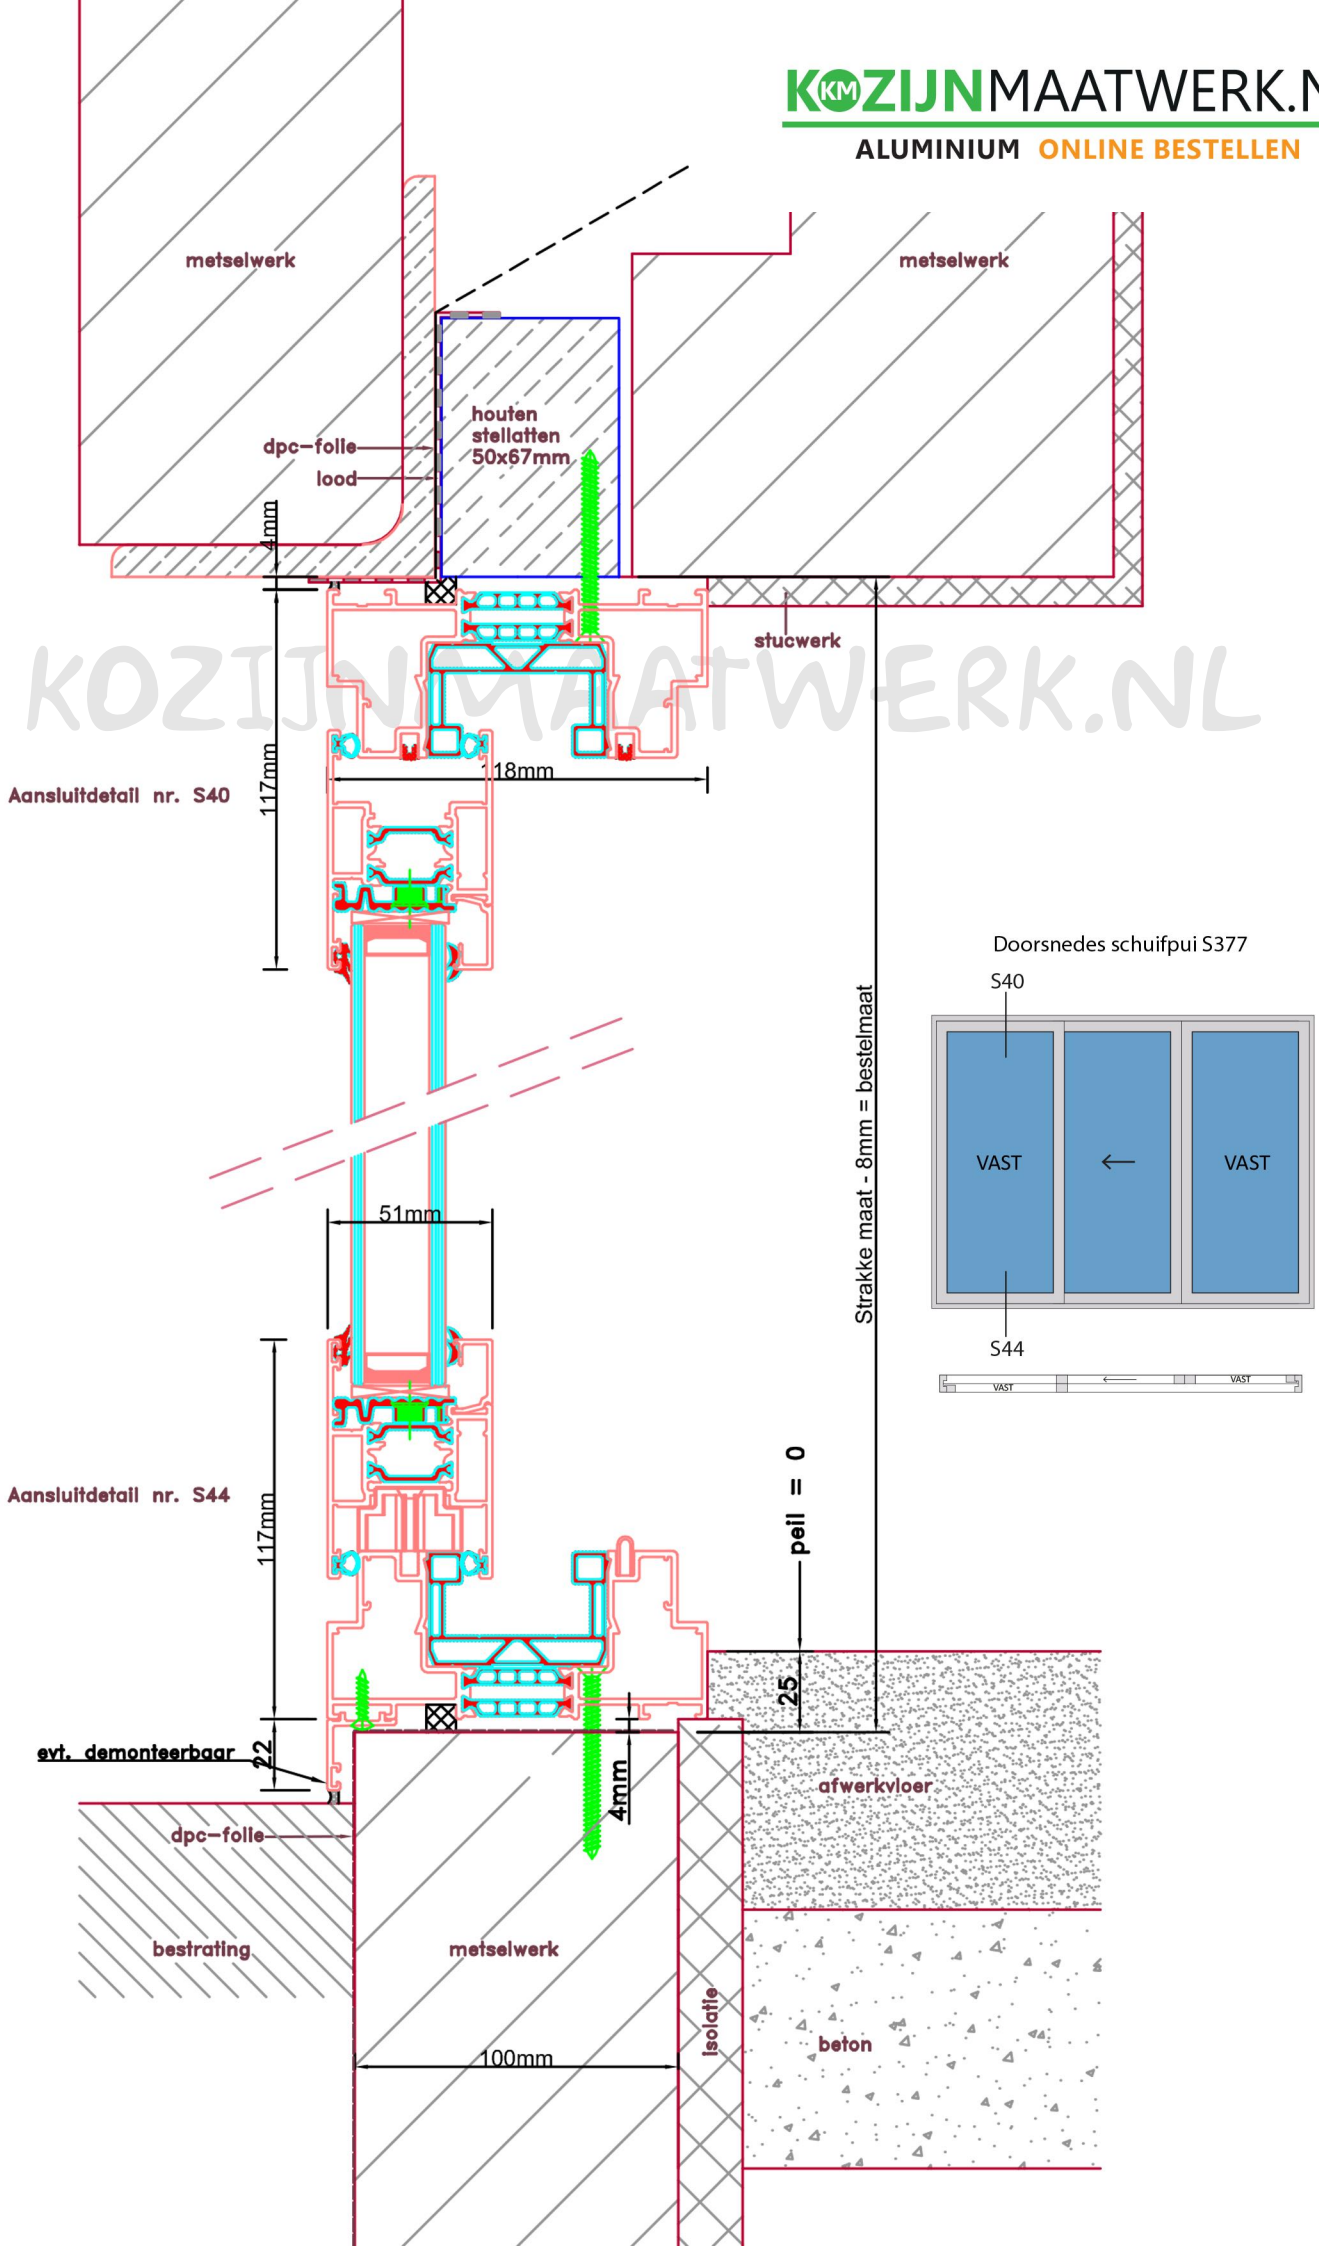 KOZIJNMAATWERK.N
KM
ALUMINIUM ONLINE BESTELLEN
metselwerk
metselwerk
houten
stellatten
50x67mm
dpc-folie
lood
4mm
stucwerk
KOZIJNMAATWERK.NL
118mm
117mm
Aansluitdetail nr. S40
Doorsnedes schuifpui S377
S40
VAST
VAST
S44
VAST
VAST
Strakke maat - 8mm = bestelmaat
51mm
peil = 0
Aansluitdetail nr. S44
117mm
25
evt. demonteerbaar
22
4mm
afwerkvloer
dpc-folie
bestrating
metselwerk
isolatie
beton
100mm